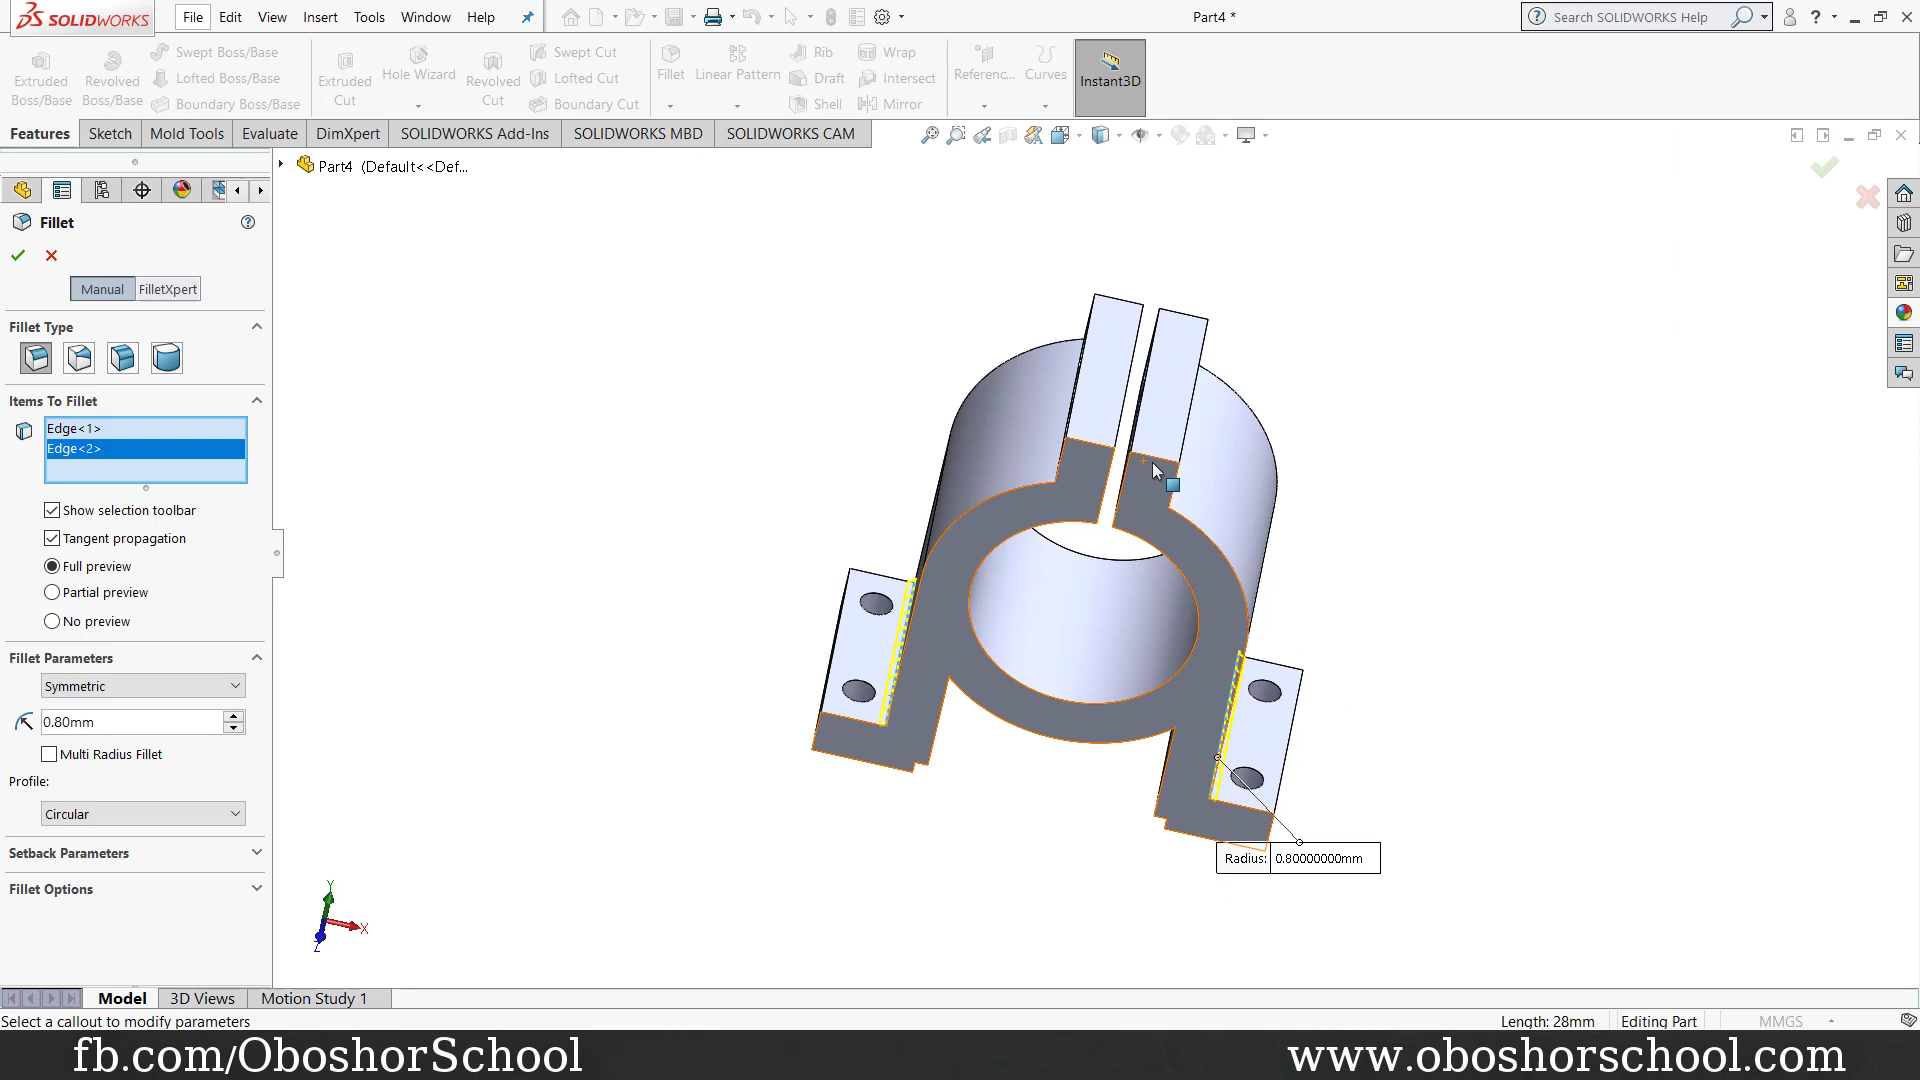 SOLIDWORKS File Edit View Insert Tools Window Help Part4 * Search SOLIDWORKS Help ?
Extruded Boss/Base
Revolved Boss/Base
Swept Boss/Base
Lofted Boss/Base
Boundary Boss/Base
Extruded Cut
Hole Wizard
Revolved Cut
Swept Cut
Lofted Cut
Boundary Cut
Fillet
Linear Pattern
Rib
Draft
Shell
Wrap
Intersect
Mirror
Referenc...
Curves
Instant3D
Features Sketch Mold Tools Evaluate DimXpert SOLIDWORKS Add-Ins SOLIDWORKS MBD SOLIDWORKS CAM
Part4 (Default<<Def...
Fillet
?
Manual FilletXpert
Fillet Type
Items To Fillet
Edge<1>
Edge<2>
Show selection toolbar
Tangent propagation
Full preview
Partial preview
No preview
Fillet Parameters
Symmetric
0.80mm
Multi Radius Fillet
Profile:
Circular
Setback Parameters
Fillet Options
Radius: 0.80000000mm
Y
X
Z
Model 3D Views Motion Study 1
Select a callout to modify parameters Length: 28mm Editing Part MMGS
fb.com/OboshorSchool www.oboshorschool.com